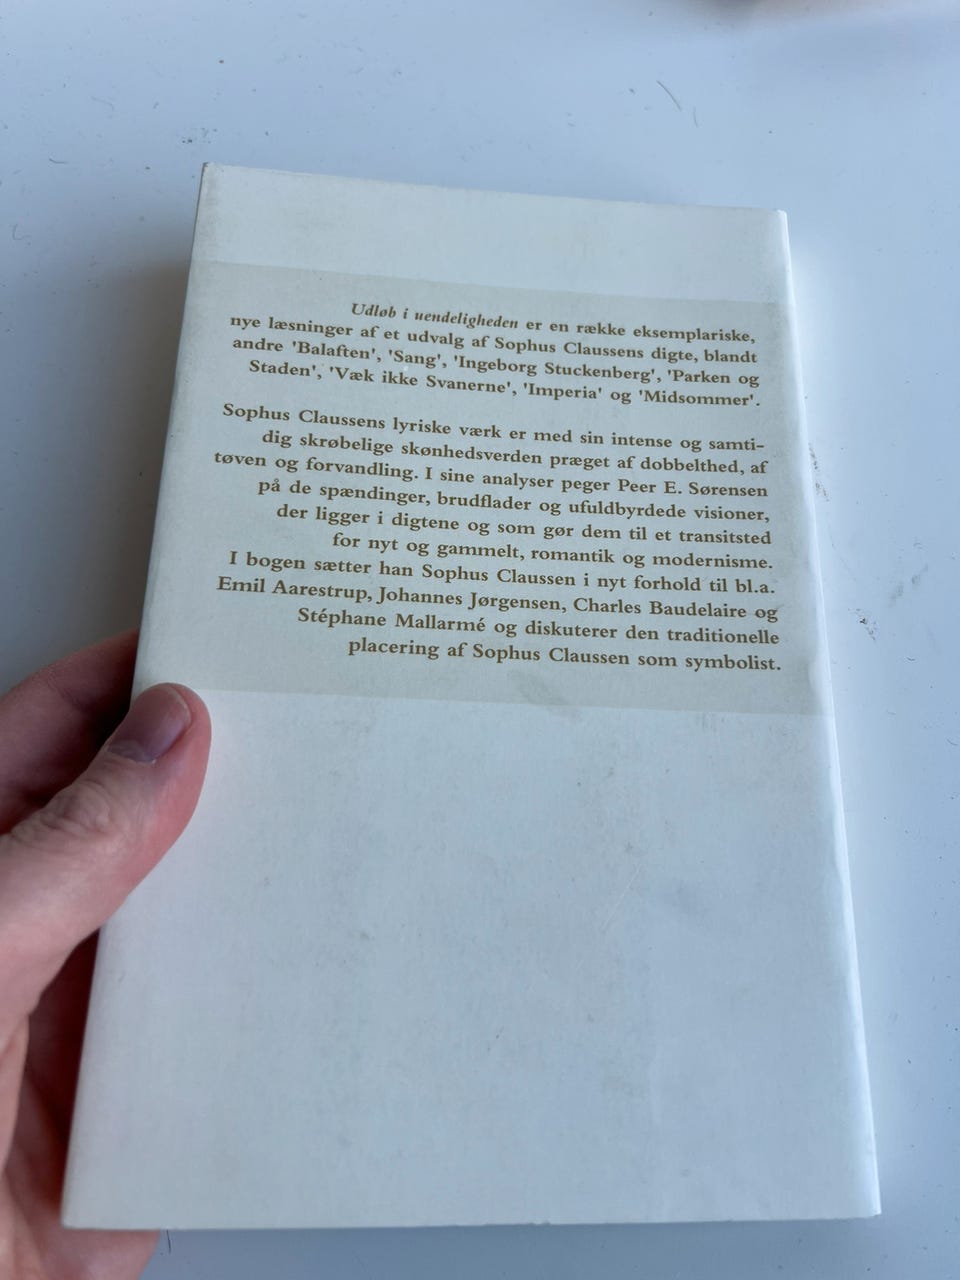 Udløb i uendeligheden er en række eksemplariske,
nye læsninger af et udvalg af Sophus Claussens digte, blandt
andre 'Balaften', 'Sang', 'Ingeborg Stuckenberg', 'Parken og
Staden', 'Væk ikke Svanerne', 'Imperia' og 'Midsommer'.
Sophus Claussens lyriske værk er med sin intense og samti-
dig skrøbelige skønhedsverden præget af dobbelthed, af
tøven og forvandling. I sine analyser peger Peer E. Sørensen
på de spændinger, brudflader og ufuldbyrdede visioner,
der ligger i digtene og som gør dem til et transitsted
for nyt og gammelt, romantik og modernisme.
I bogen sætter han Sophus Claussen i nyt forhold til bl.a.
Emil Aarestrup, Johannes Jørgensen, Charles Baudelaire og
Stéphane Mallarmé og diskuterer den traditionelle
placering af Sophus Claussen som symbolist.